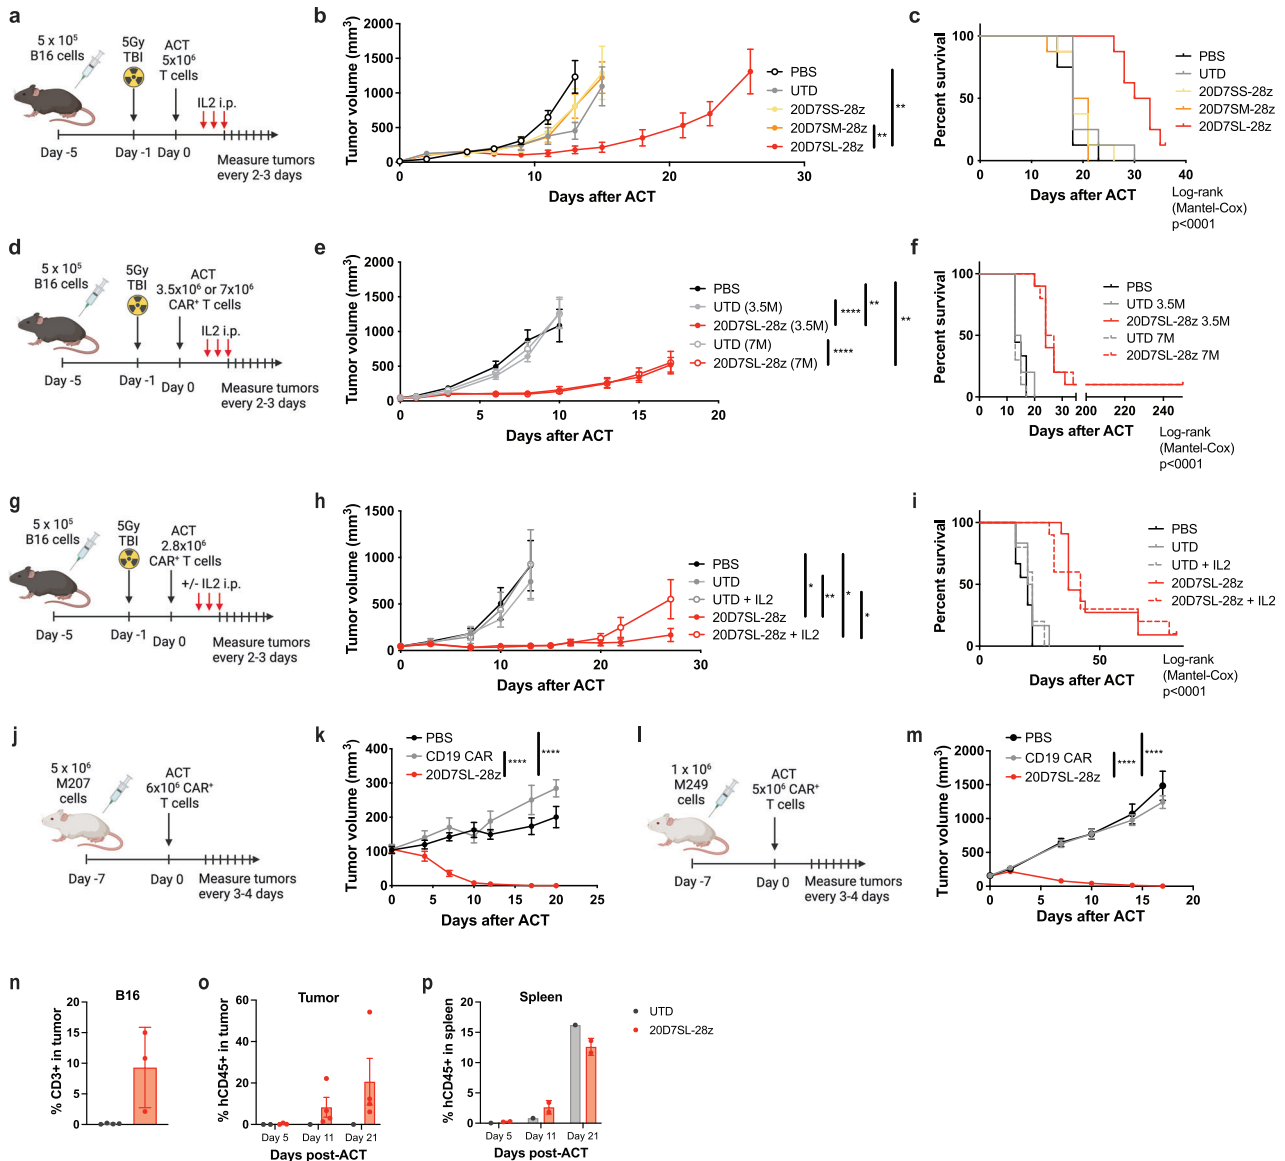 a
5 x 10⁵
B16 cells
5Gy
TBI
ACT
5x10⁶
T cells
IL2 i.p.
Day -5
Day -1
Day 0
Measure tumors
every 2-3 days
b
Tumor volume (mm³)
2000
1500
1000
500
0
0
10
20
30
Days after ACT
PBS
UTD
20D7SS-28z
20D7SM-28z
20D7SL-28z
**
**
c
Percent survival
100
50
0
0
10
20
30
40
Days after ACT
PBS
UTD
20D7SS-28z
20D7SM-28z
20D7SL-28z
Log-rank
(Mantel-Cox)
p<0001
d
5 x 10⁵
B16 cells
5Gy
TBI
ACT
3.5x10⁶ or 7x10⁶
CAR⁺ T cells
IL2 i.p.
Day -5
Day -1
Day 0
Measure tumors
every 2-3 days
e
Tumor volume (mm³)
2000
1500
1000
500
0
0
5
10
15
20
Days after ACT
PBS
UTD (3.5M)
20D7SL-28z (3.5M)
UTD (7M)
20D7SL-28z (7M)
****
****
**
**
f
Percent survival
100
50
0
0
10
20
30
200
220
240
Days after ACT
PBS
UTD 3.5M
20D7SL-28z 3.5M
UTD 7M
20D7SL-28z 7M
Log-rank
(Mantel-Cox)
p<0001
g
5 x 10⁵
B16 cells
5Gy
TBI
ACT
2.8x10⁶
CAR⁺ T cells
+/- IL2 i.p.
Day -5
Day -1
Day 0
Measure tumors
every 2-3 days
h
Tumor volume (mm³)
1500
1000
500
0
0
10
20
30
Days after ACT
PBS
UTD
UTD + IL2
20D7SL-28z
20D7SL-28z + IL2
*
**
*
*
i
Percent survival
100
50
0
0
50
Days after ACT
PBS
UTD
UTD + IL2
20D7SL-28z
20D7SL-28z + IL2
Log-rank
(Mantel-Cox)
p<0001
j
5 x 10⁶
M207
cells
ACT
6x10⁶ CAR⁺
T cells
Day -7
Day 0
Measure tumors
every 3-4 days
k
Tumor volume (mm³)
400
300
200
100
0
0
5
10
15
20
25
Days after ACT
PBS
CD19 CAR
20D7SL-28z
****
****
l
1 x 10⁶
M249
cells
ACT
5x10⁶ CAR⁺
T cells
Day -7
Day 0
Measure tumors
every 3-4 days
m
Tumor volume (mm³)
2000
1500
1000
500
0
0
5
10
15
20
Days after ACT
PBS
CD19 CAR
20D7SL-28z
****
****
n
B16
% CD3+ in tumor
20
15
10
5
0
o
Tumor
% hCD45+ in tumor
60
40
20
0
Day 5
Day 11
Day 21
Days post-ACT
p
Spleen
% hCD45+ in spleen
20
15
10
5
0
Day 5
Day 11
Day 21
Days post-ACT
UTD
20D7SL-28z